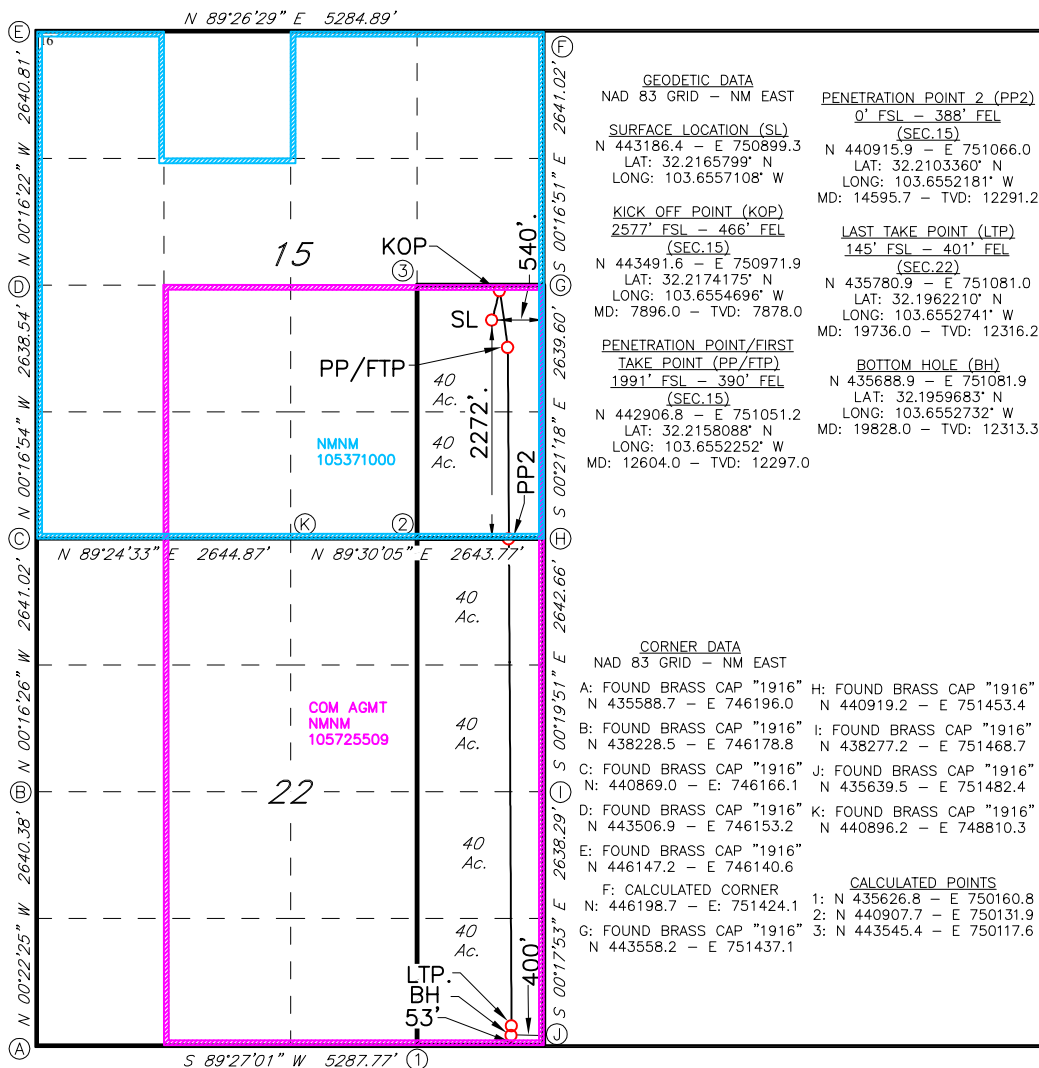 N 89°26'29" E 5284.89'
E
16
F
2640.81'
N 00°16'22" W
2641.02'
S 00°16'51" E
15
KOP
3
540'.
D
G
SL
PP/FTP
2638.54'
N 00°16'54" W
2639.60'
S 00°21'18" E
40
Ac.
2272'.
40
Ac.
NMNM
105371000
PP2
K
2
C
H
N 89°24'33" E 2644.87'
N 89°30'05" E 2643.77'
2641.02'
N 00°16'26" W
2642.66'
S 00°19'51" E
40
Ac.
COM AGMT
NMNM
105725509
40
Ac.
B
22
I
2640.38'
N 00°22'25" W
2638.29'
S 00°17'53" E
40
Ac.
40
Ac.
400'
LTP.
BH
53'
J
A
S 89°27'01" W 5287.77'
1
GEODETIC DATA
NAD 83 GRID - NM EAST
SURFACE LOCATION (SL)
N 443186.4 - E 750899.3
LAT: 32.2165799° N
LONG: 103.6557108° W
KICK OFF POINT (KOP)
2577' FSL - 466' FEL
(SEC.15)
N 443491.6 - E 750971.9
LAT: 32.2174175° N
LONG: 103.6554696° W
MD: 7896.0 - TVD: 7878.0
PENETRATION POINT/FIRST
TAKE POINT (PP/FTP)
1991' FSL - 390' FEL
(SEC.15)
N 442906.8 - E 751051.2
LAT: 32.2158088° N
LONG: 103.6552252° W
MD: 12604.0 - TVD: 12297.0
PENETRATION POINT 2 (PP2)
0' FSL - 388' FEL
(SEC.15)
N 440915.9 - E 751066.0
LAT: 32.2103360° N
LONG: 103.6552181° W
MD: 14595.7 - TVD: 12291.2
LAST TAKE POINT (LTP)
145' FSL - 401' FEL
(SEC.22)
N 435780.9 - E 751081.0
LAT: 32.1962210° N
LONG: 103.6552741° W
MD: 19736.0 - TVD: 12316.2
BOTTOM HOLE (BH)
N 435688.9 - E 751081.9
LAT: 32.1959683° N
LONG: 103.6552732° W
MD: 19828.0 - TVD: 12313.3
CORNER DATA
NAD 83 GRID - NM EAST
A: FOUND BRASS CAP "1916"
N 435588.7 - E 746196.0
B: FOUND BRASS CAP "1916"
N 438228.5 - E 746178.8
C: FOUND BRASS CAP "1916"
N: 440869.0 - E: 746166.1
D: FOUND BRASS CAP "1916"
N 443506.9 - E 746153.2
E: FOUND BRASS CAP "1916"
N 446147.2 - E 746140.6
F: CALCULATED CORNER
N: 446198.7 - E: 751424.1
G: FOUND BRASS CAP "1916"
N 443558.2 - E 751437.1
H: FOUND BRASS CAP "1916"
N 440919.2 - E 751453.4
I: FOUND BRASS CAP "1916"
N 438277.2 - E 751468.7
J: FOUND BRASS CAP "1916"
N 435639.5 - E 751482.4
K: FOUND BRASS CAP "1916"
N 440896.2 - E 748810.3
CALCULATED POINTS
1: N 435626.8 - E 750160.8
2: N 440907.7 - E 750131.9
3: N 443545.4 - E 750117.6